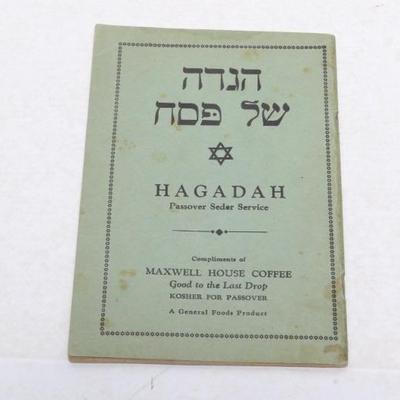 הגדה
של פּסח
HAGADAH
Passover Seder Service
Compliments of
MAXWELL HOUSE COFFEE
Good to the Last Drop
KOSHER FOR PASSOVER
A General Foods Product